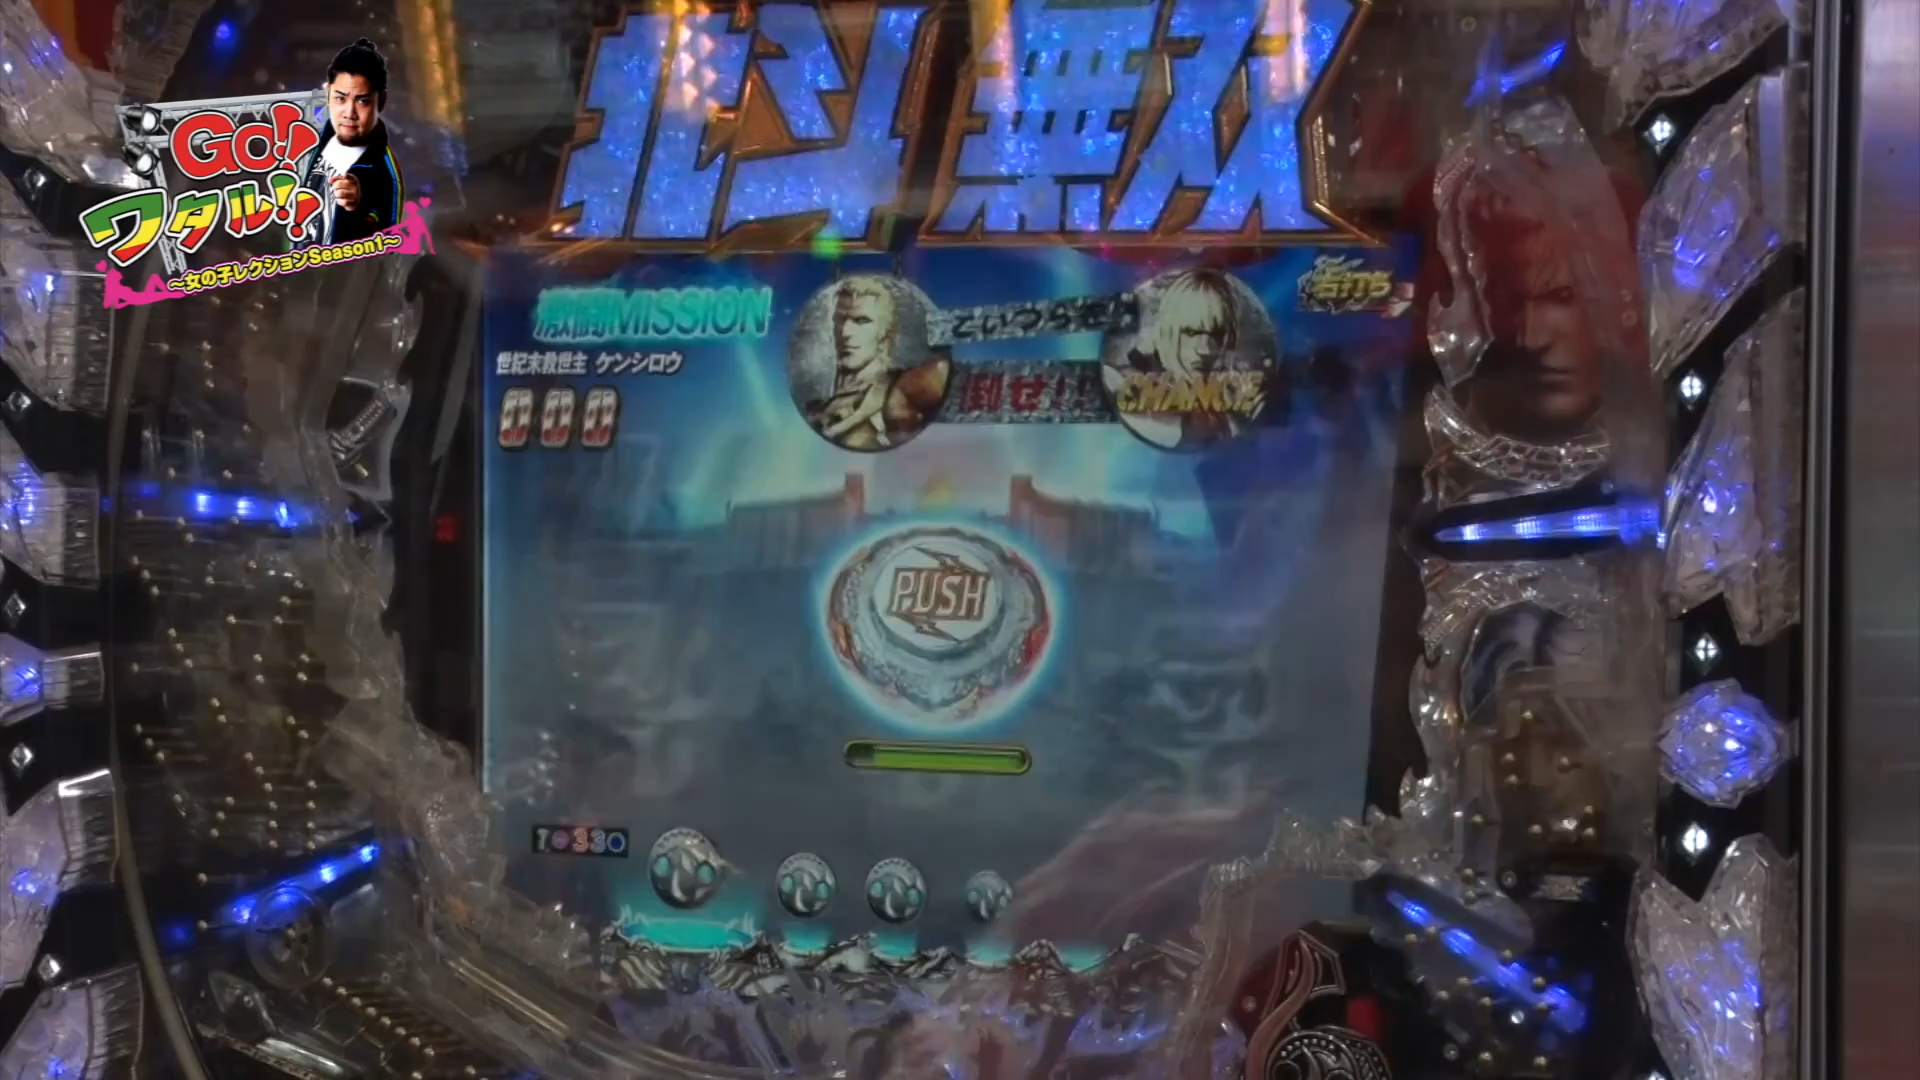 GO!!
ワタル!?
～女の子レクションSeason1～
北斗無双
激闘MISSION
世紀末救世主 ケンシロウ
こいつらを
倒せ!!
CHANCE
右打ち
PUSH
330